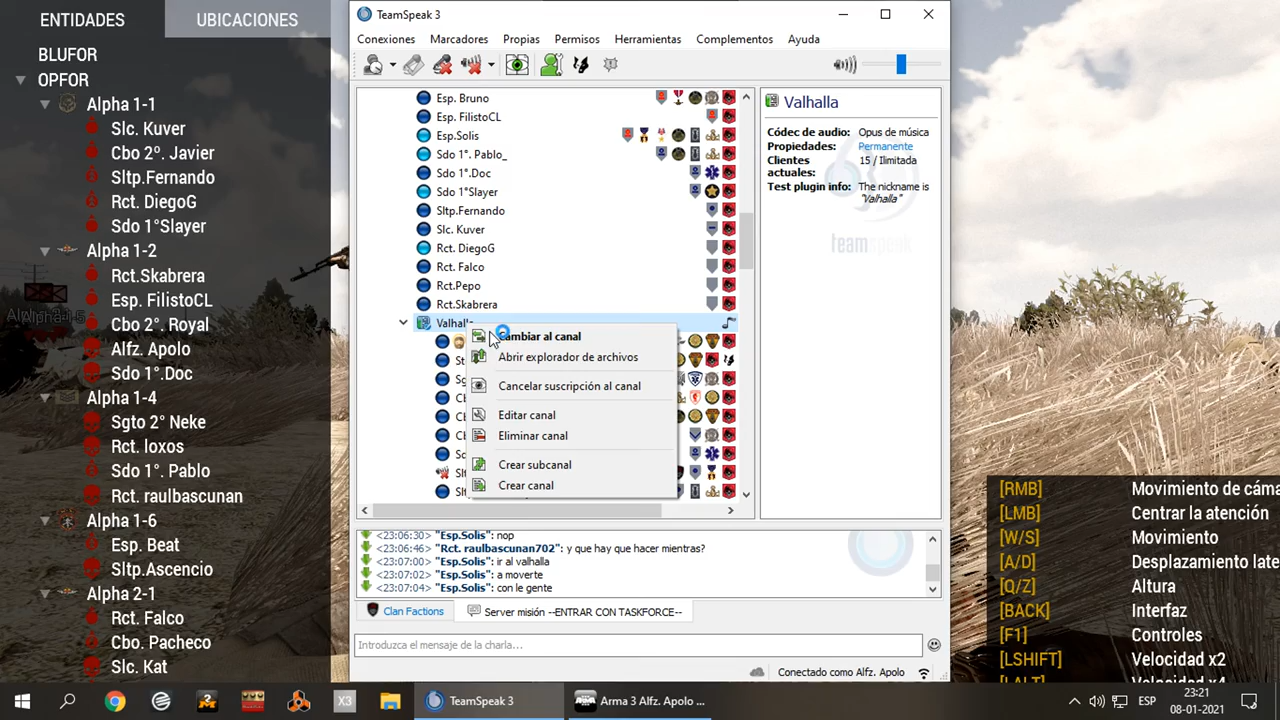 ENTIDADES
UBICACIONES
BLUFOR
OPFOR
Alpha 1-1
Slc. Kuver
Cbo 2º. Javier
Sltp.Fernando
Rct. DiegoG
Sdo 1°Slayer
Alpha 1-2
Rct.Skabrera
Esp. FilistoCL
Cbo 2°. Royal
Alfz. Apolo
Sdo 1°.Doc
Alpha 1-4
Sgto 2° Neke
Rct. loxos
Sdo 1°. Pablo
Rct. raulbascunan
Alpha 1-6
Esp. Beat
Sltp.Ascencio
Alpha 2-1
Rct. Falco
Cbo. Pacheco
Slc. Kat
TeamSpeak 3
Conexiones Marcadores Propias Permisos Herramientas Complementos Ayuda
Esp. Bruno
Esp. FilistoCL
Esp.Solis
Sdo 1°. Pablo_
Sdo 1°.Doc
Sdo 1°Slayer
Sltp.Fernando
Slc. Kuver
Rct. DiegoG
Rct. Falco
Rct.Pepo
Rct.Skabrera
Valhalla
Cambiar al canal
Abrir explorador de archivos
Cancelar suscripción al canal
Editar canal
Eliminar canal
Crear subcanal
Crear canal
Valhalla
Códec de audio: Opus de música
Propiedades: Permanente
Clientes actuales: 15 / Ilimitada
Test plugin info: The nickname is
"Valhalla"
teamspeak
<23:06:30> "Esp.Solis": nop
<23:06:46> "Rct. raulbascunan702": y que hay que hacer mientras?
<23:07:00> "Esp.Solis": ir al valhalla
<23:07:02> "Esp.Solis": a moverte
<23:07:04> "Esp.Solis": con le gente
Clan Factions
Server misión --ENTRAR CON TASKFORCE--
Introduzca el mensaje de la charla...
Conectado como Alfz. Apolo
[RMB] Movimiento de cáma
[LMB] Centrar la atención
[W/S] Movimiento
[A/D] Desplazamiento late
[Q/Z] Altura
[BACK] Interfaz
[F1] Controles
[LSHIFT] Velocidad x2
[LALT] Velocidad x4
X3
TeamSpeak 3
Arma 3 Alfz. Apolo ...
ESP
23:21
08-01-2021